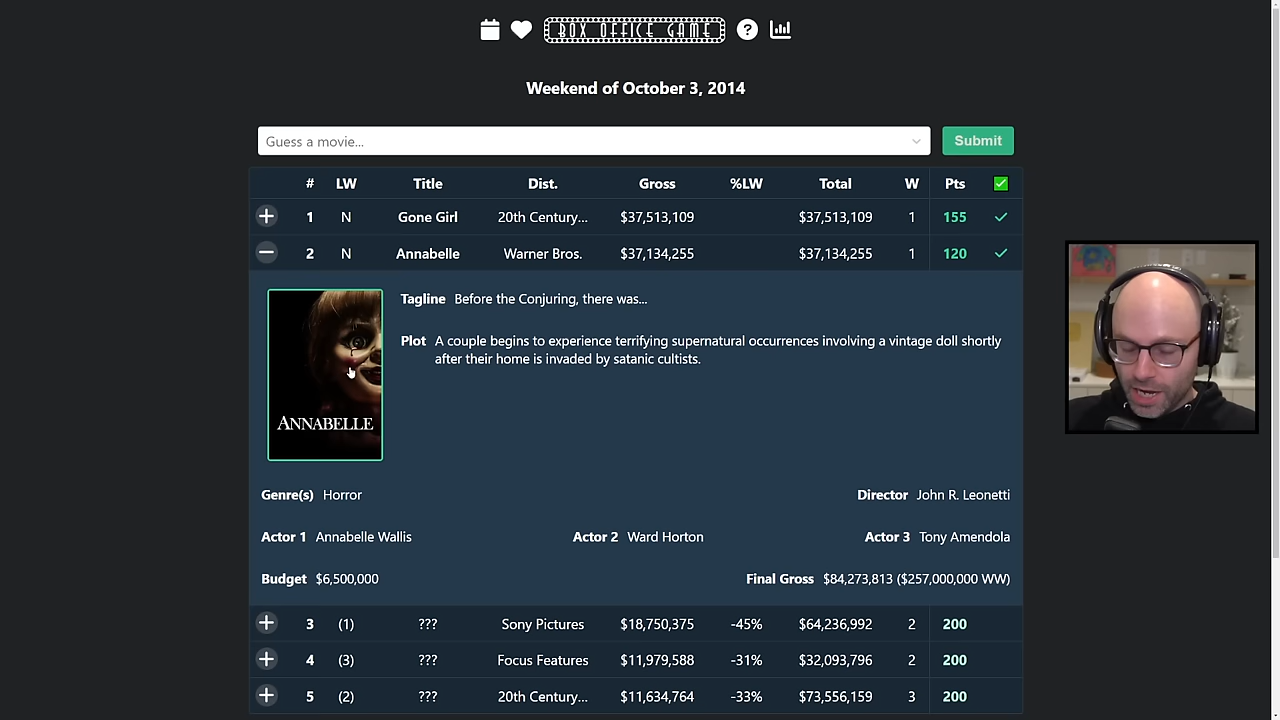 BOX OFFICE GAME
Weekend of October 3, 2014
Guess a movie...
Submit
# LW Title Dist. Gross %LW Total W Pts
1 N Gone Girl 20th Century... $37,513,109 $37,513,109 1 155
2 N Annabelle Warner Bros. $37,134,255 $37,134,255 1 120
Tagline Before the Conjuring, there was...
Plot A couple begins to experience terrifying supernatural occurrences involving a vintage doll shortly
after their home is invaded by satanic cultists.
ANNABELLE
Genre(s) Horror Director John R. Leonetti
Actor 1 Annabelle Wallis Actor 2 Ward Horton Actor 3 Tony Amendola
Budget $6,500,000 Final Gross $84,273,813 ($257,000,000 WW)
3 (1) ??? Sony Pictures $18,750,375 -45% $64,236,992 2 200
4 (3) ??? Focus Features $11,979,588 -31% $32,093,796 2 200
5 (2) ??? 20th Century... $11,634,764 -33% $73,556,159 3 200